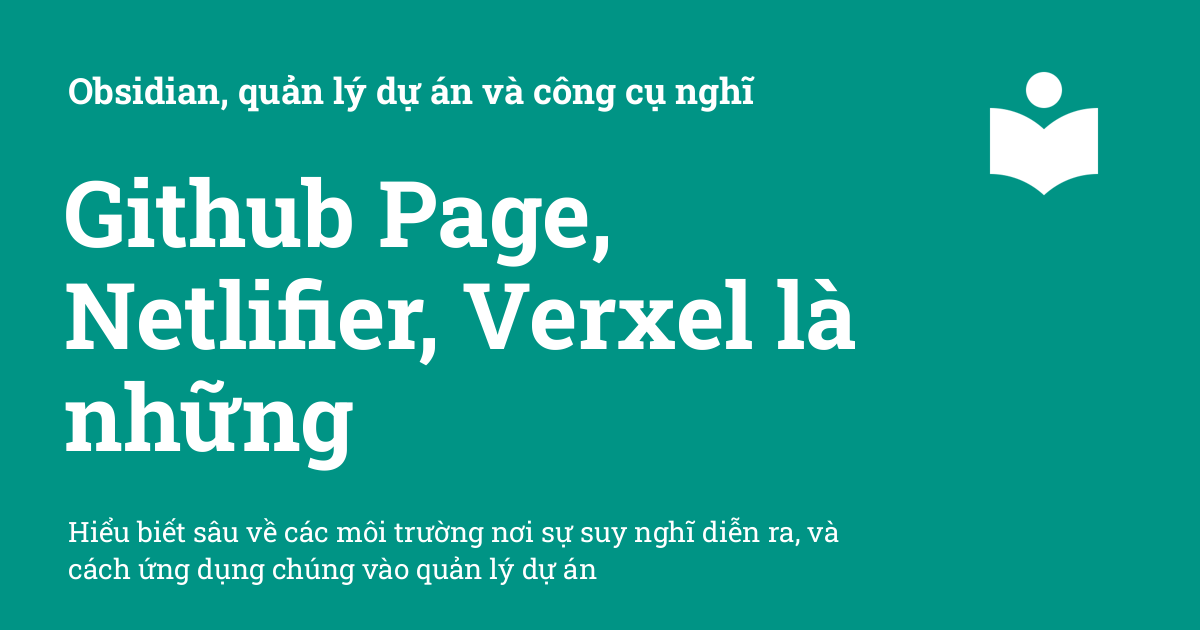 Obsidian, quản lý dự án và công cụ nghĩ
Github Page,
Netlifier, Verxel là
những
Hiểu biết sâu về các môi trường nơi sự suy nghĩ diễn ra, và
cách ứng dụng chúng vào quản lý dự án